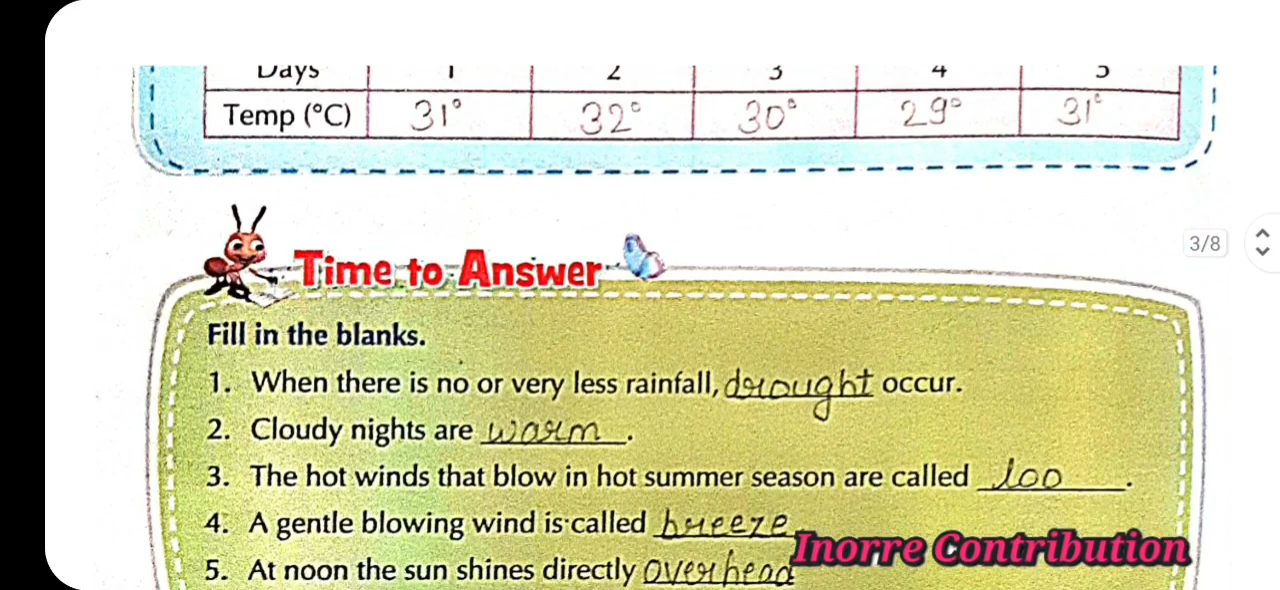 Days 1 2 3 4 5
Temp (°C) 31° 32° 30° 29° 31°
3/8
Time to Answer
Fill in the blanks.
1. When there is no or very less rainfall, drought occur.
2. Cloudy nights are warm.
3. The hot winds that blow in hot summer season are called loo.
4. A gentle blowing wind is called breeze
Inorre Contribution
5. At noon the sun shines directly overhead